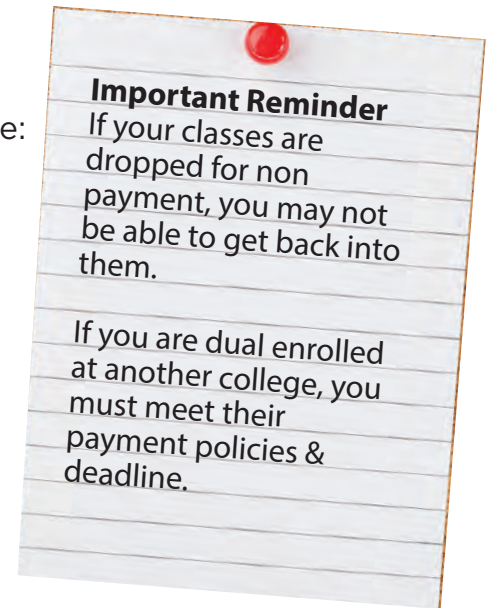 e:
Important Reminder
If your classes are
dropped for non
payment, you may not
be able to get back into
them.
If you are dual enrolled
at another college, you
must meet their
payment policies &
deadline.